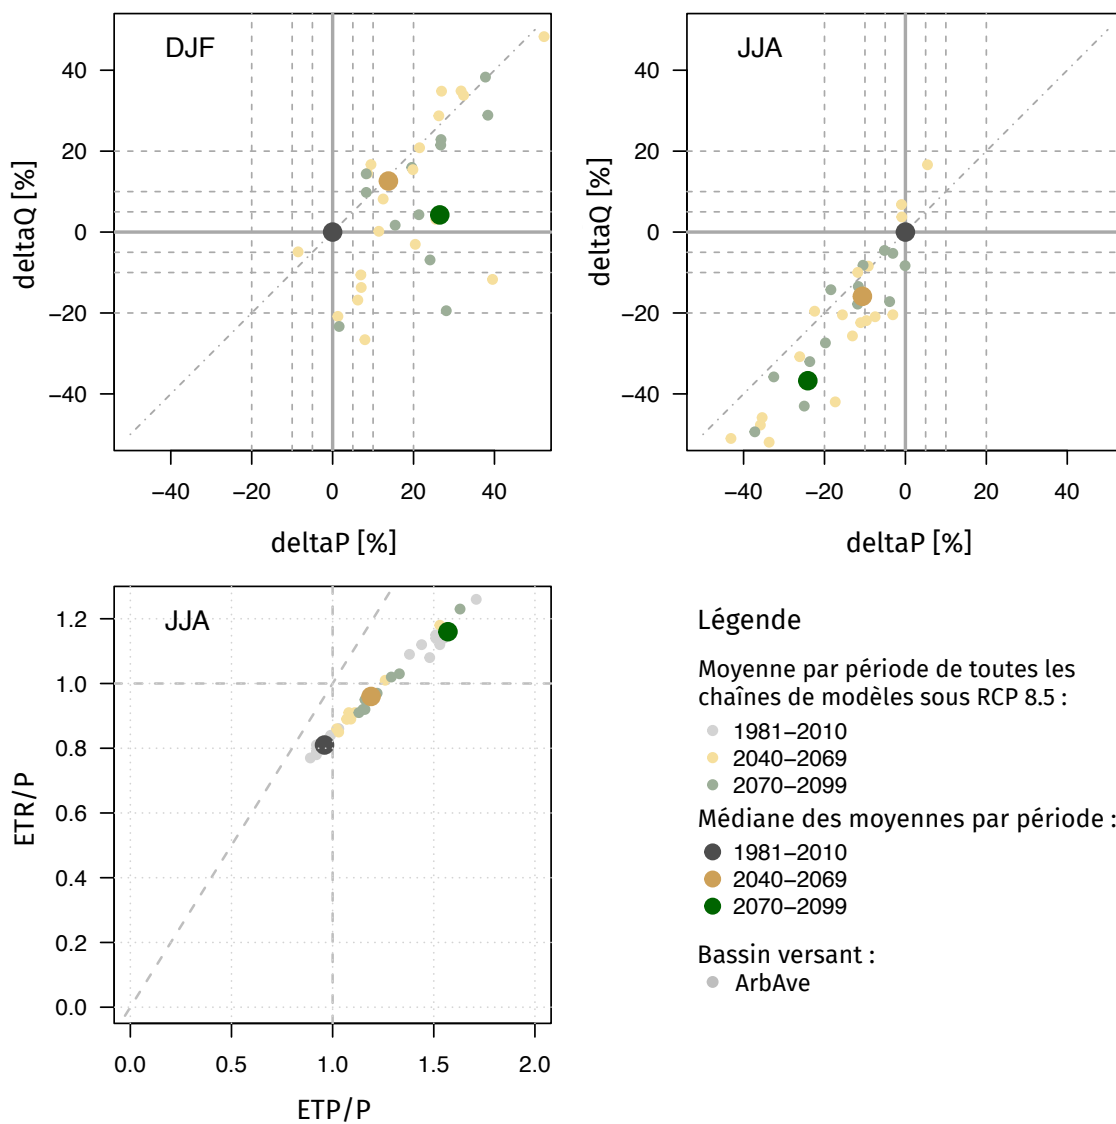 DJF
deltaQ [%]
40
20
0
−20
−40
−40
−20
0
20
40
deltaP [%]
JJA
deltaQ [%]
40
20
0
−20
−40
−40
−20
0
20
40
deltaP [%]
JJA
ETR/P
1.2
1.0
0.8
0.6
0.4
0.2
0.0
0.0
0.5
1.0
1.5
2.0
ETP/P
Légende
Moyenne par période de toutes les
chaînes de modèles sous RCP 8.5 :
1981−2010
2040−2069
2070−2099
Médiane des moyennes par période :
1981−2010
2040−2069
2070−2099
Bassin versant :
ArbAve